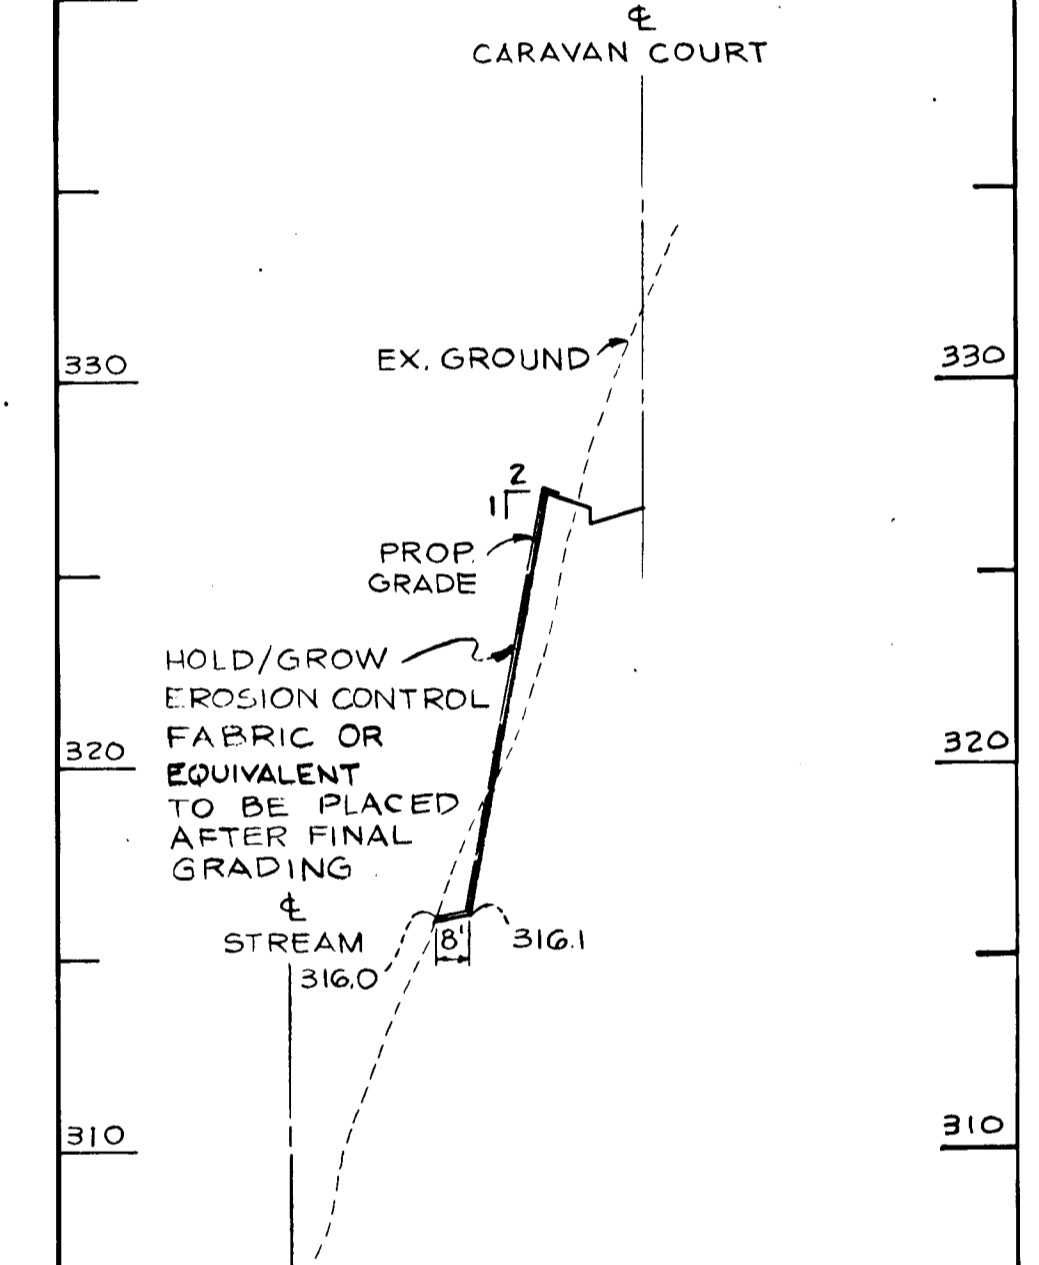 ℄
CARAVAN COURT
330
EX. GROUND
330
2
1
PROP.
GRADE
HOLD/GROW
EROSION CONTROL
FABRIC OR
EQUIVALENT
TO BE PLACED
AFTER FINAL
GRADING
320
320
℄
STREAM
316.0
8'
316.1
310
310